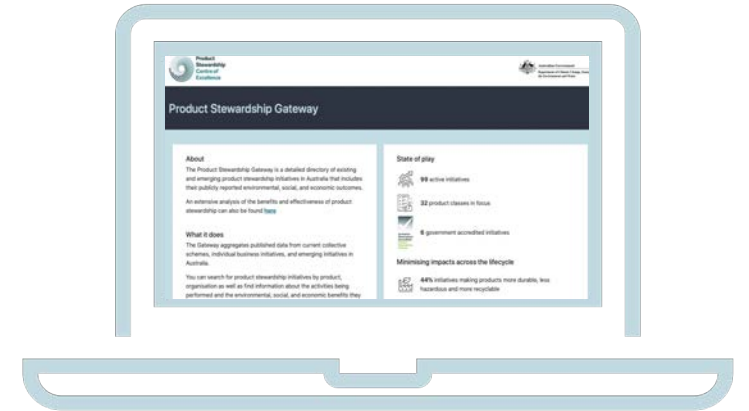 Product
Stewardship
Centre of
Excellence
Australian Government
Product Stewardship Gateway
About
The Product Stewardship Gateway is a detailed directory of existing
and emerging product stewardship initiatives in Australia that includes
their publicly reported environmental, social, and economic outcomes.
An extensive analysis of the benefits and effectiveness of product
stewardship can also be found here
What it does
The Gateway aggregates published data from current collective
schemes, individual business initiatives, and emerging initiatives in
Australia.
You can search for product stewardship initiatives by product,
organisation as well as find information about the activities being
performed and the environmental, social, and economic benefits they
State of play
99 active initiatives
32 product classes in focus
6 government accredited initiatives
Minimising impacts across the lifecycle
44% initiatives making products more durable, less
hazardous and more recyclable